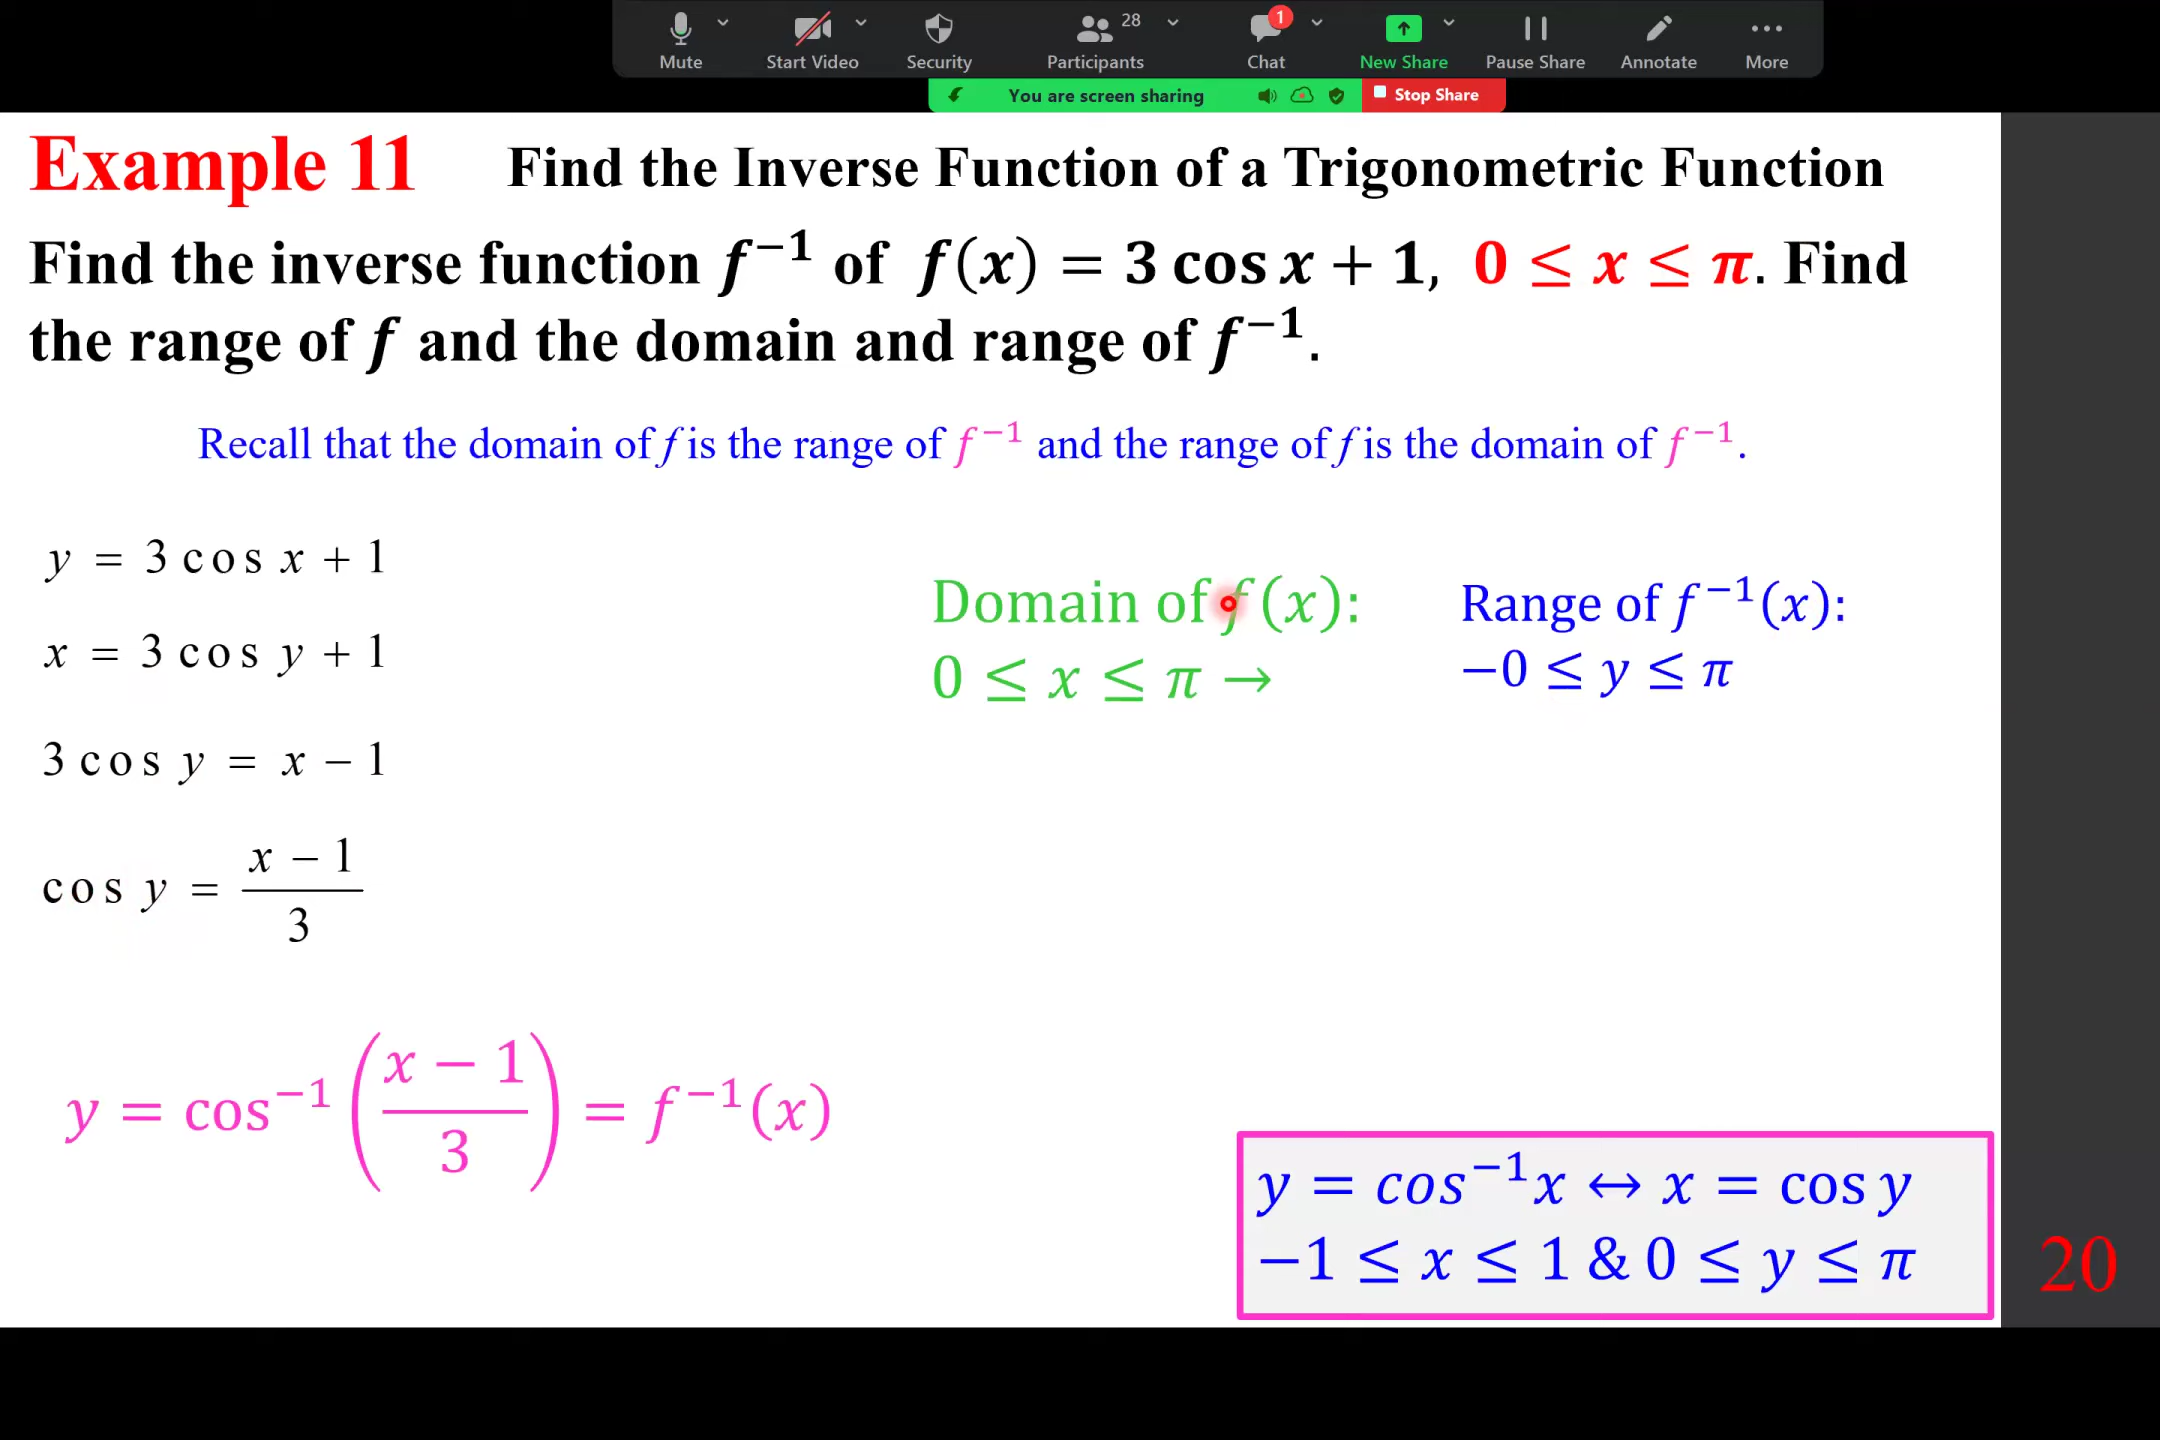 Mute Start Video Security Participants 28 Chat 1 New Share Pause Share Annotate More
You are screen sharing Stop Share
Example 11 Find the Inverse Function of a Trigonometric Function
Find the inverse function f⁻¹ of f(x) = 3 cos x + 1, 0 ≤ x ≤ π. Find
the range of f and the domain and range of f⁻¹.
Recall that the domain of f is the range of f⁻¹ and the range of f is the domain of f⁻¹.
y = 3 cos x + 1
x = 3 cos y + 1
3 cos y = x − 1
cos y = (x − 1)/3
y = cos⁻¹((x − 1)/3) = f⁻¹(x)
Domain of f(x):
0 ≤ x ≤ π →
Range of f⁻¹(x):
−0 ≤ y ≤ π
y = cos⁻¹x ↔ x = cos y
−1 ≤ x ≤ 1 & 0 ≤ y ≤ π
20